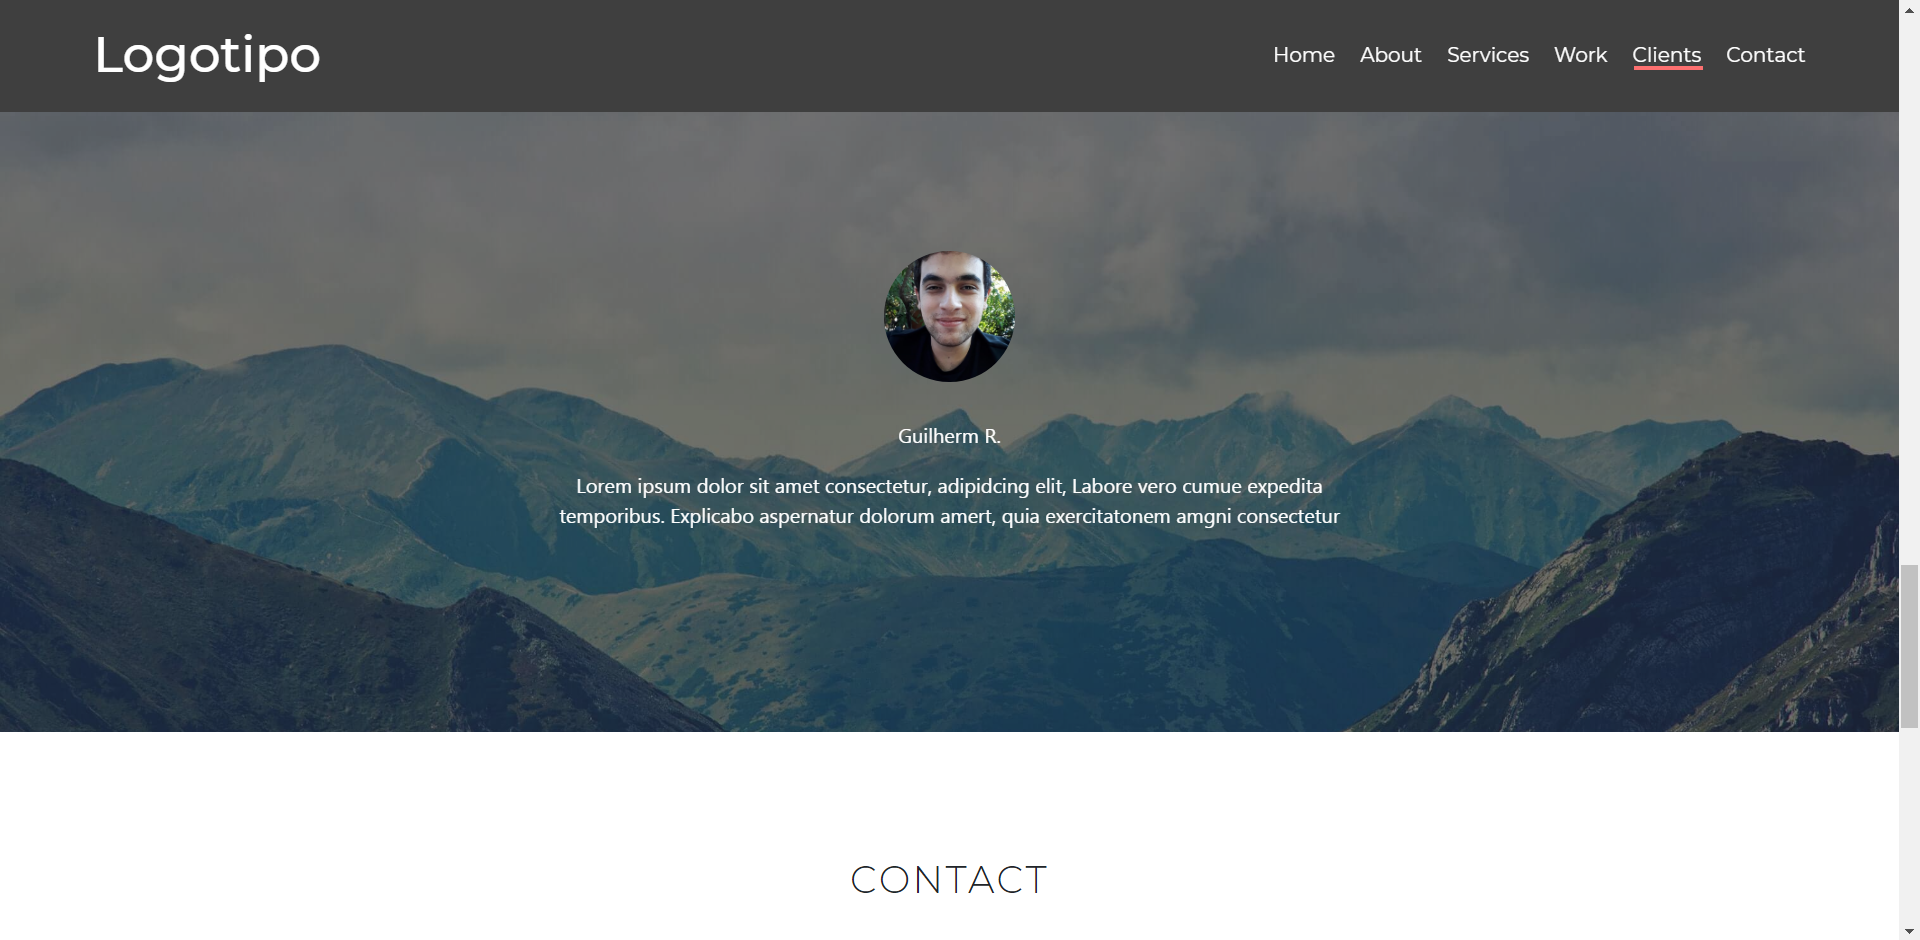 Logotipo
Home About Services Work Clients Contact
Guilherm R.
Lorem ipsum dolor sit amet consectetur, adipidcing elit, Labore vero cumue expedita
temporibus. Explicabo aspernatur dolorum amert, quia exercitatonem amgni consectetur
CONTACT